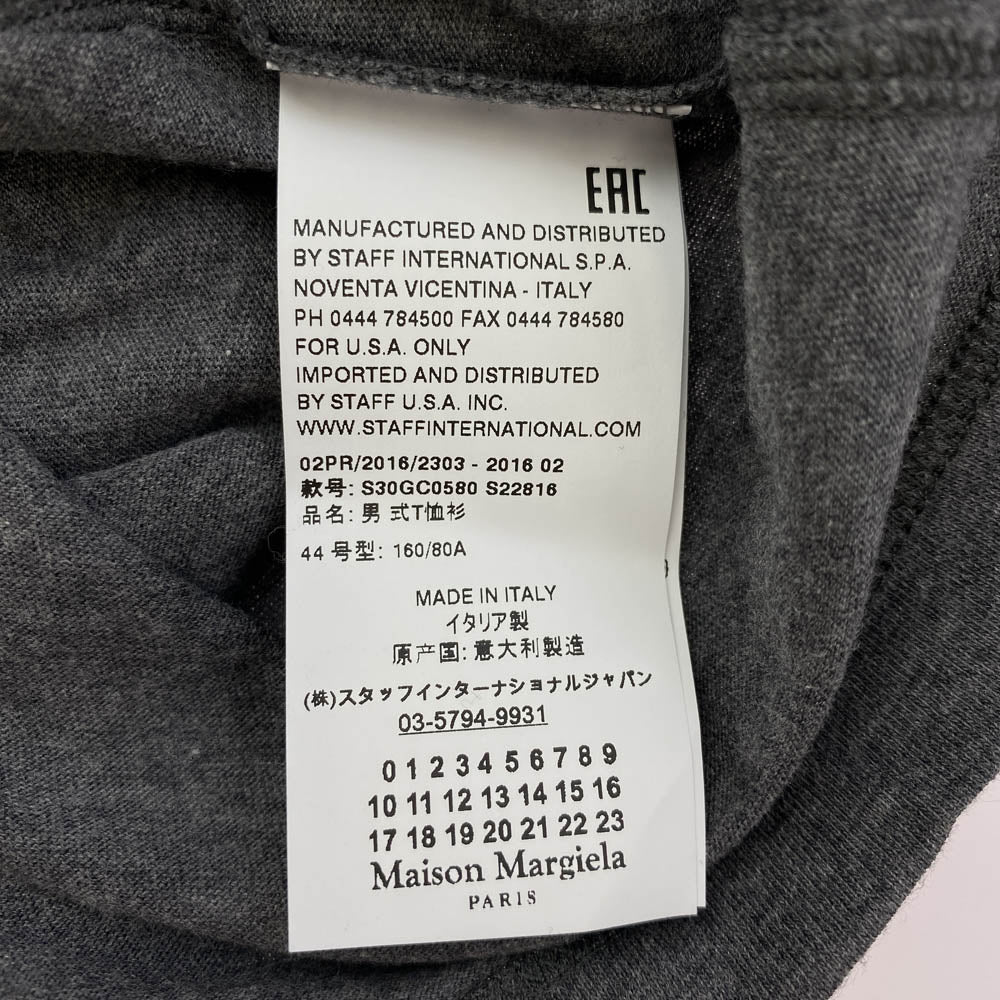 EAC
MANUFACTURED AND DISTRIBUTED
BY STAFF INTERNATIONAL S.P.A.
NOVENTA VICENTINA - ITALY
PH 0444 784500 FAX 0444 784580
FOR U.S.A. ONLY
IMPORTED AND DISTRIBUTED
BY STAFF U.S.A. INC.
WWW.STAFFINTERNATIONAL.COM
02PR/2016/2303 - 2016 02
款号: S30GC0580 S22816
品名: 男 式T恤衫
44 号型: 160/80A
MADE IN ITALY
イタリア製
原产国: 意大利製造
(株)スタッフインターナショナルジャパン
03-5794-9931
0 1 2 3 4 5 6 7 8 9
10 11 12 13 14 15 16
17 18 19 20 21 22 23
Maison Margiela
PARIS